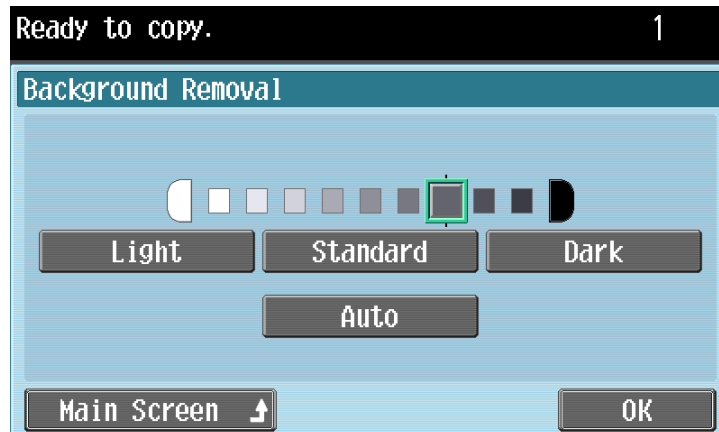 Ready to copy. 1
Background Removal
Light Standard Dark
Auto
Main Screen OK